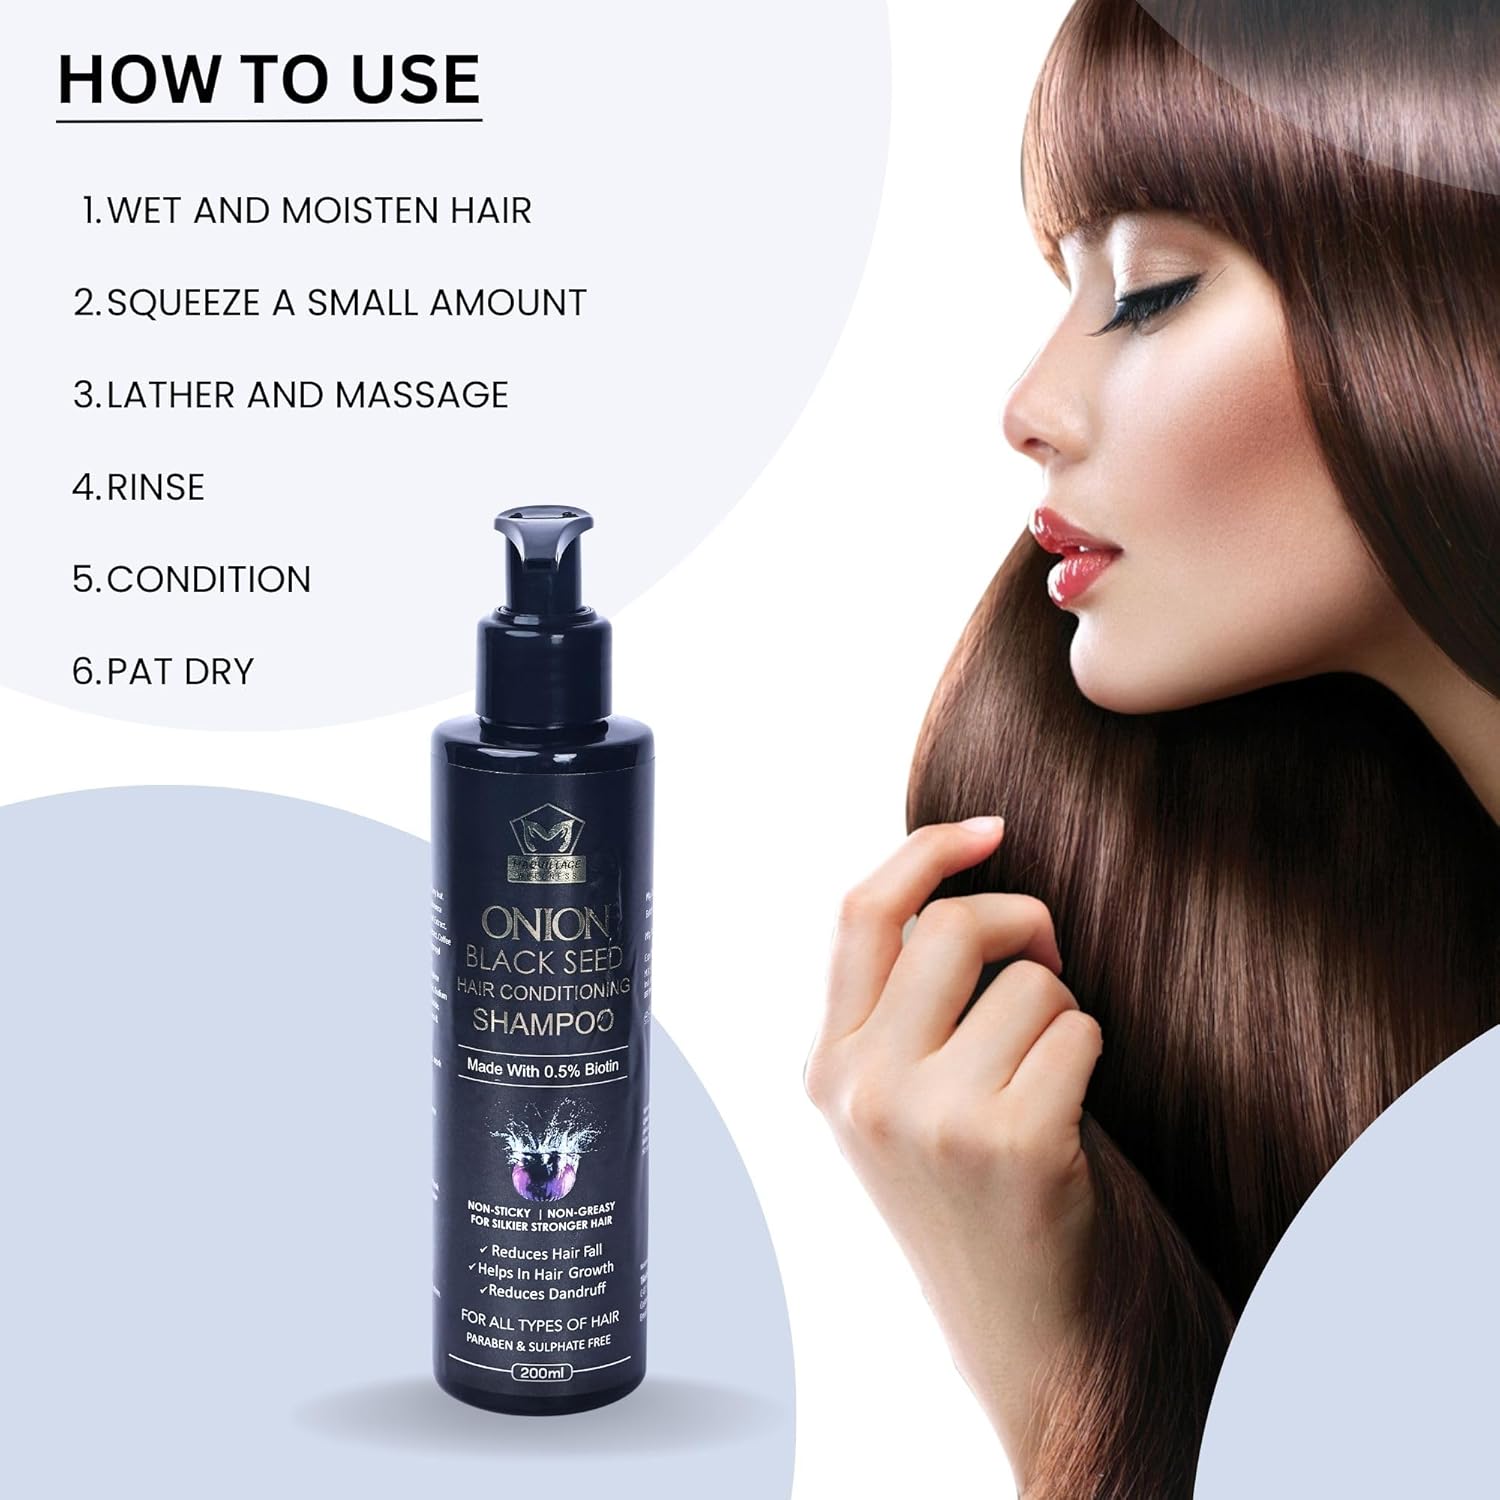 HOW TO USE
1. WET AND MOISTEN HAIR
2. SQUEEZE A SMALL AMOUNT
3. LATHER AND MASSAGE
4. RINSE
5. CONDITION
6. PAT DRY
M
MAQUILLAGE
WELLNESS
ONION
BLACK SEED
HAIR CONDITIONING
SHAMPOO
Made With 0.5% Biotin
NON-STICKY | NON-GREASY
FOR SILKIER STRONGER HAIR
✓ Reduces Hair Fall
✓ Helps In Hair Growth
✓ Reduces Dandruff
FOR ALL TYPES OF HAIR
PARABEN & SULPHATE FREE
200ml